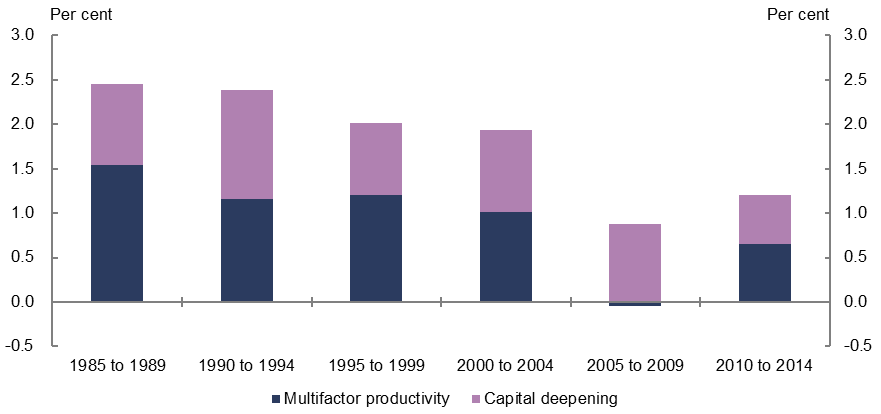 Per cent Per cent
3.0 3.0
2.5 2.5
2.0 2.0
1.5 1.5
1.0 1.0
0.5 0.5
0.0 0.0
-0.5 -0.5
1985 to 1989 1990 to 1994 1995 to 1999 2000 to 2004 2005 to 2009 2010 to 2014
Multifactor productivity Capital deepening